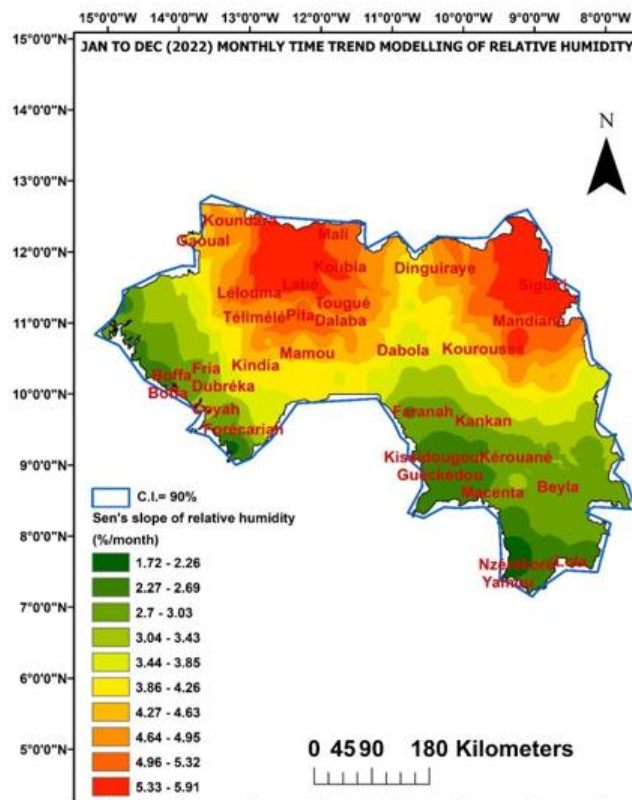 15°0'0"W 14°0'0"W 13°0'0"W 12°0'0"W 11°0'0"W 10°0'0"W 9°0'0"W 8°0'0"
15°0'0"N
JAN TO DEC (2022) MONTHLY TIME TREND MODELLING OF RELATIVE HUMIDITY
14°0'0"N
13°0'0"N
N
12°0'0"N
Koundara
Mali
Gaoual
Koubia
Dinguiraye
Labé
Siguiri
Lélouma
Tougué
11°0'0"N
Télimélé
Pita
Dalaba
Mandiana
Mamou
Dabola
Kouroussa
Fria
Kindia
Boffa
Dubréka
10°0'0"N
Boffa
Coyah
Faranah
Kankan
Forécariah
9°0'0"N
Kissidougou
Kérouané
Guéckédou
Macenta
Beyla
8°0'0"N
Nzérékoré
Lola
Yamou
7°0'0"N
6°0'0"N
5°0'0"N
C.I.= 90%
Sen's slope of relative humidity
(%/month)
1.72 - 2.26
2.27 - 2.69
2.7 - 3.03
3.04 - 3.43
3.44 - 3.85
3.86 - 4.26
4.27 - 4.63
4.64 - 4.95
4.96 - 5.32
5.33 - 5.91
0 45 90 180 Kilometers